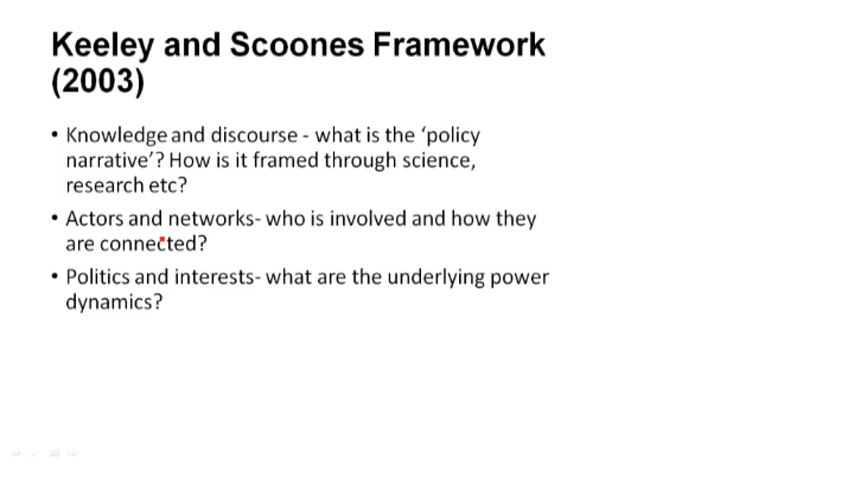 Keeley and Scoones Framework
(2003)
• Knowledge and discourse - what is the ‘policy
narrative’? How is it framed through science,
research etc?
• Actors and networks- who is involved and how they
are connected?
• Politics and interests- what are the underlying power
dynamics?